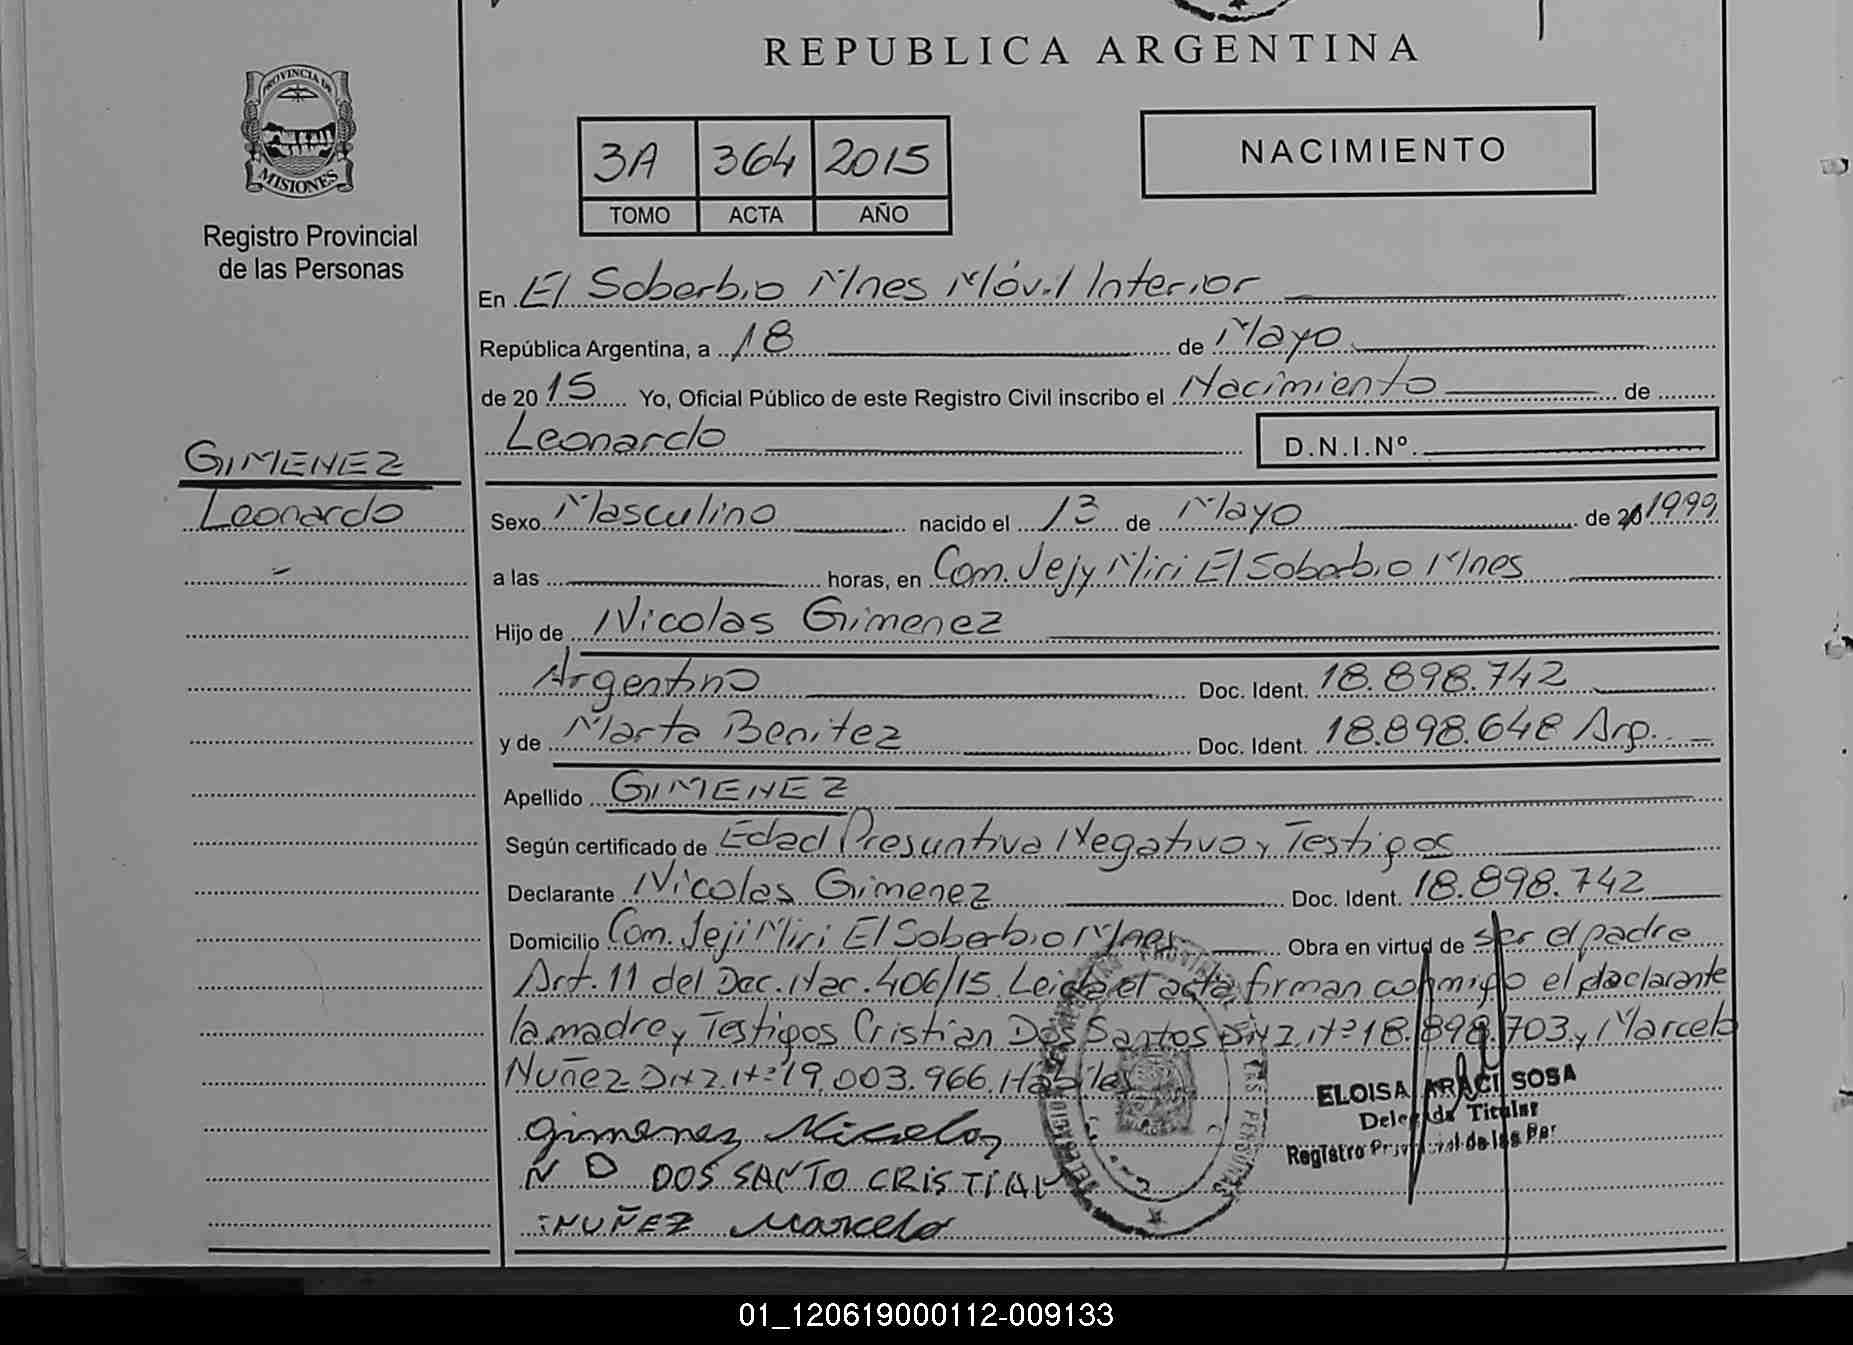 REPUBLICA ARGENTINA
PROVINCIA DE
MISIONES
Registro Provincial
de las Personas
3A 364 2015
TOMO ACTA AÑO
NACIMIENTO
En El Soberbio Mnes Móvil Interior
República Argentina, a 18 de Mayo
de 2015 Yo, Oficial Público de este Registro Civil inscribo el Nacimiento de
Leonardo D.N.I.Nº
GIMENEZ
Leonardo
Sexo Masculino nacido el 13 de Mayo de 20 1999
a las horas, en Com. Jejy Miri El Soberbio Mnes
Hijo de Nicolas Gimenez
Argentino Doc. Ident. 18.898.742
y de Marta Benitez Doc. Ident. 18.898.648 Arg.
Apellido GIMENEZ
Según certificado de Edad Presuntiva Negativo y Testigos
Declarante Nicolas Gimenez Doc. Ident. 18.898.742
Domicilio Com. Jeji Miri El Soberbio Mnes Obra en virtud de ser el padre
Art. 11 del Dec. Nac. 406/15. Leida el acta firman conmigo el declarante
la madre y Testigos Cristian Dos Santos DNI. Nº 18.898.703 y Marcelo
Nuñez DNI. Nº 19.003.966. Habiles
ELOISA ARACI SOSA
Delegada Titular
Registro Provincial de las Per
Gimenez Nicolas
N D DOS SANTO CRISTIAN
NUÑEZ Marcelo
01_120619000112-009133